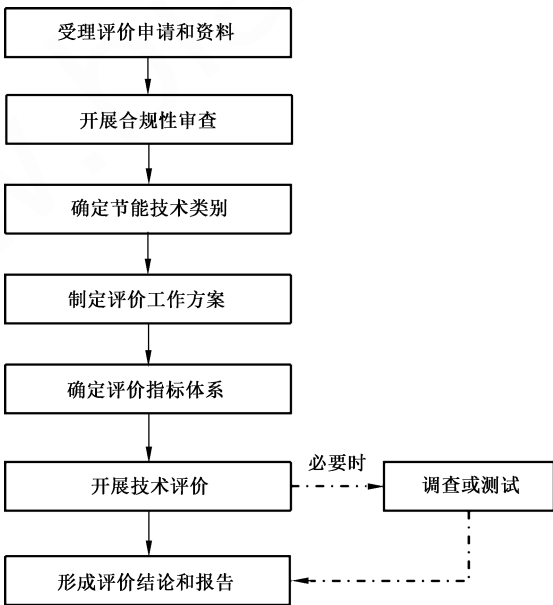 受理评价申请和资料
开展合规性审查
确定节能技术类别
制定评价工作方案
确定评价指标体系
开展技术评价
必要时
调查或测试
形成评价结论和报告